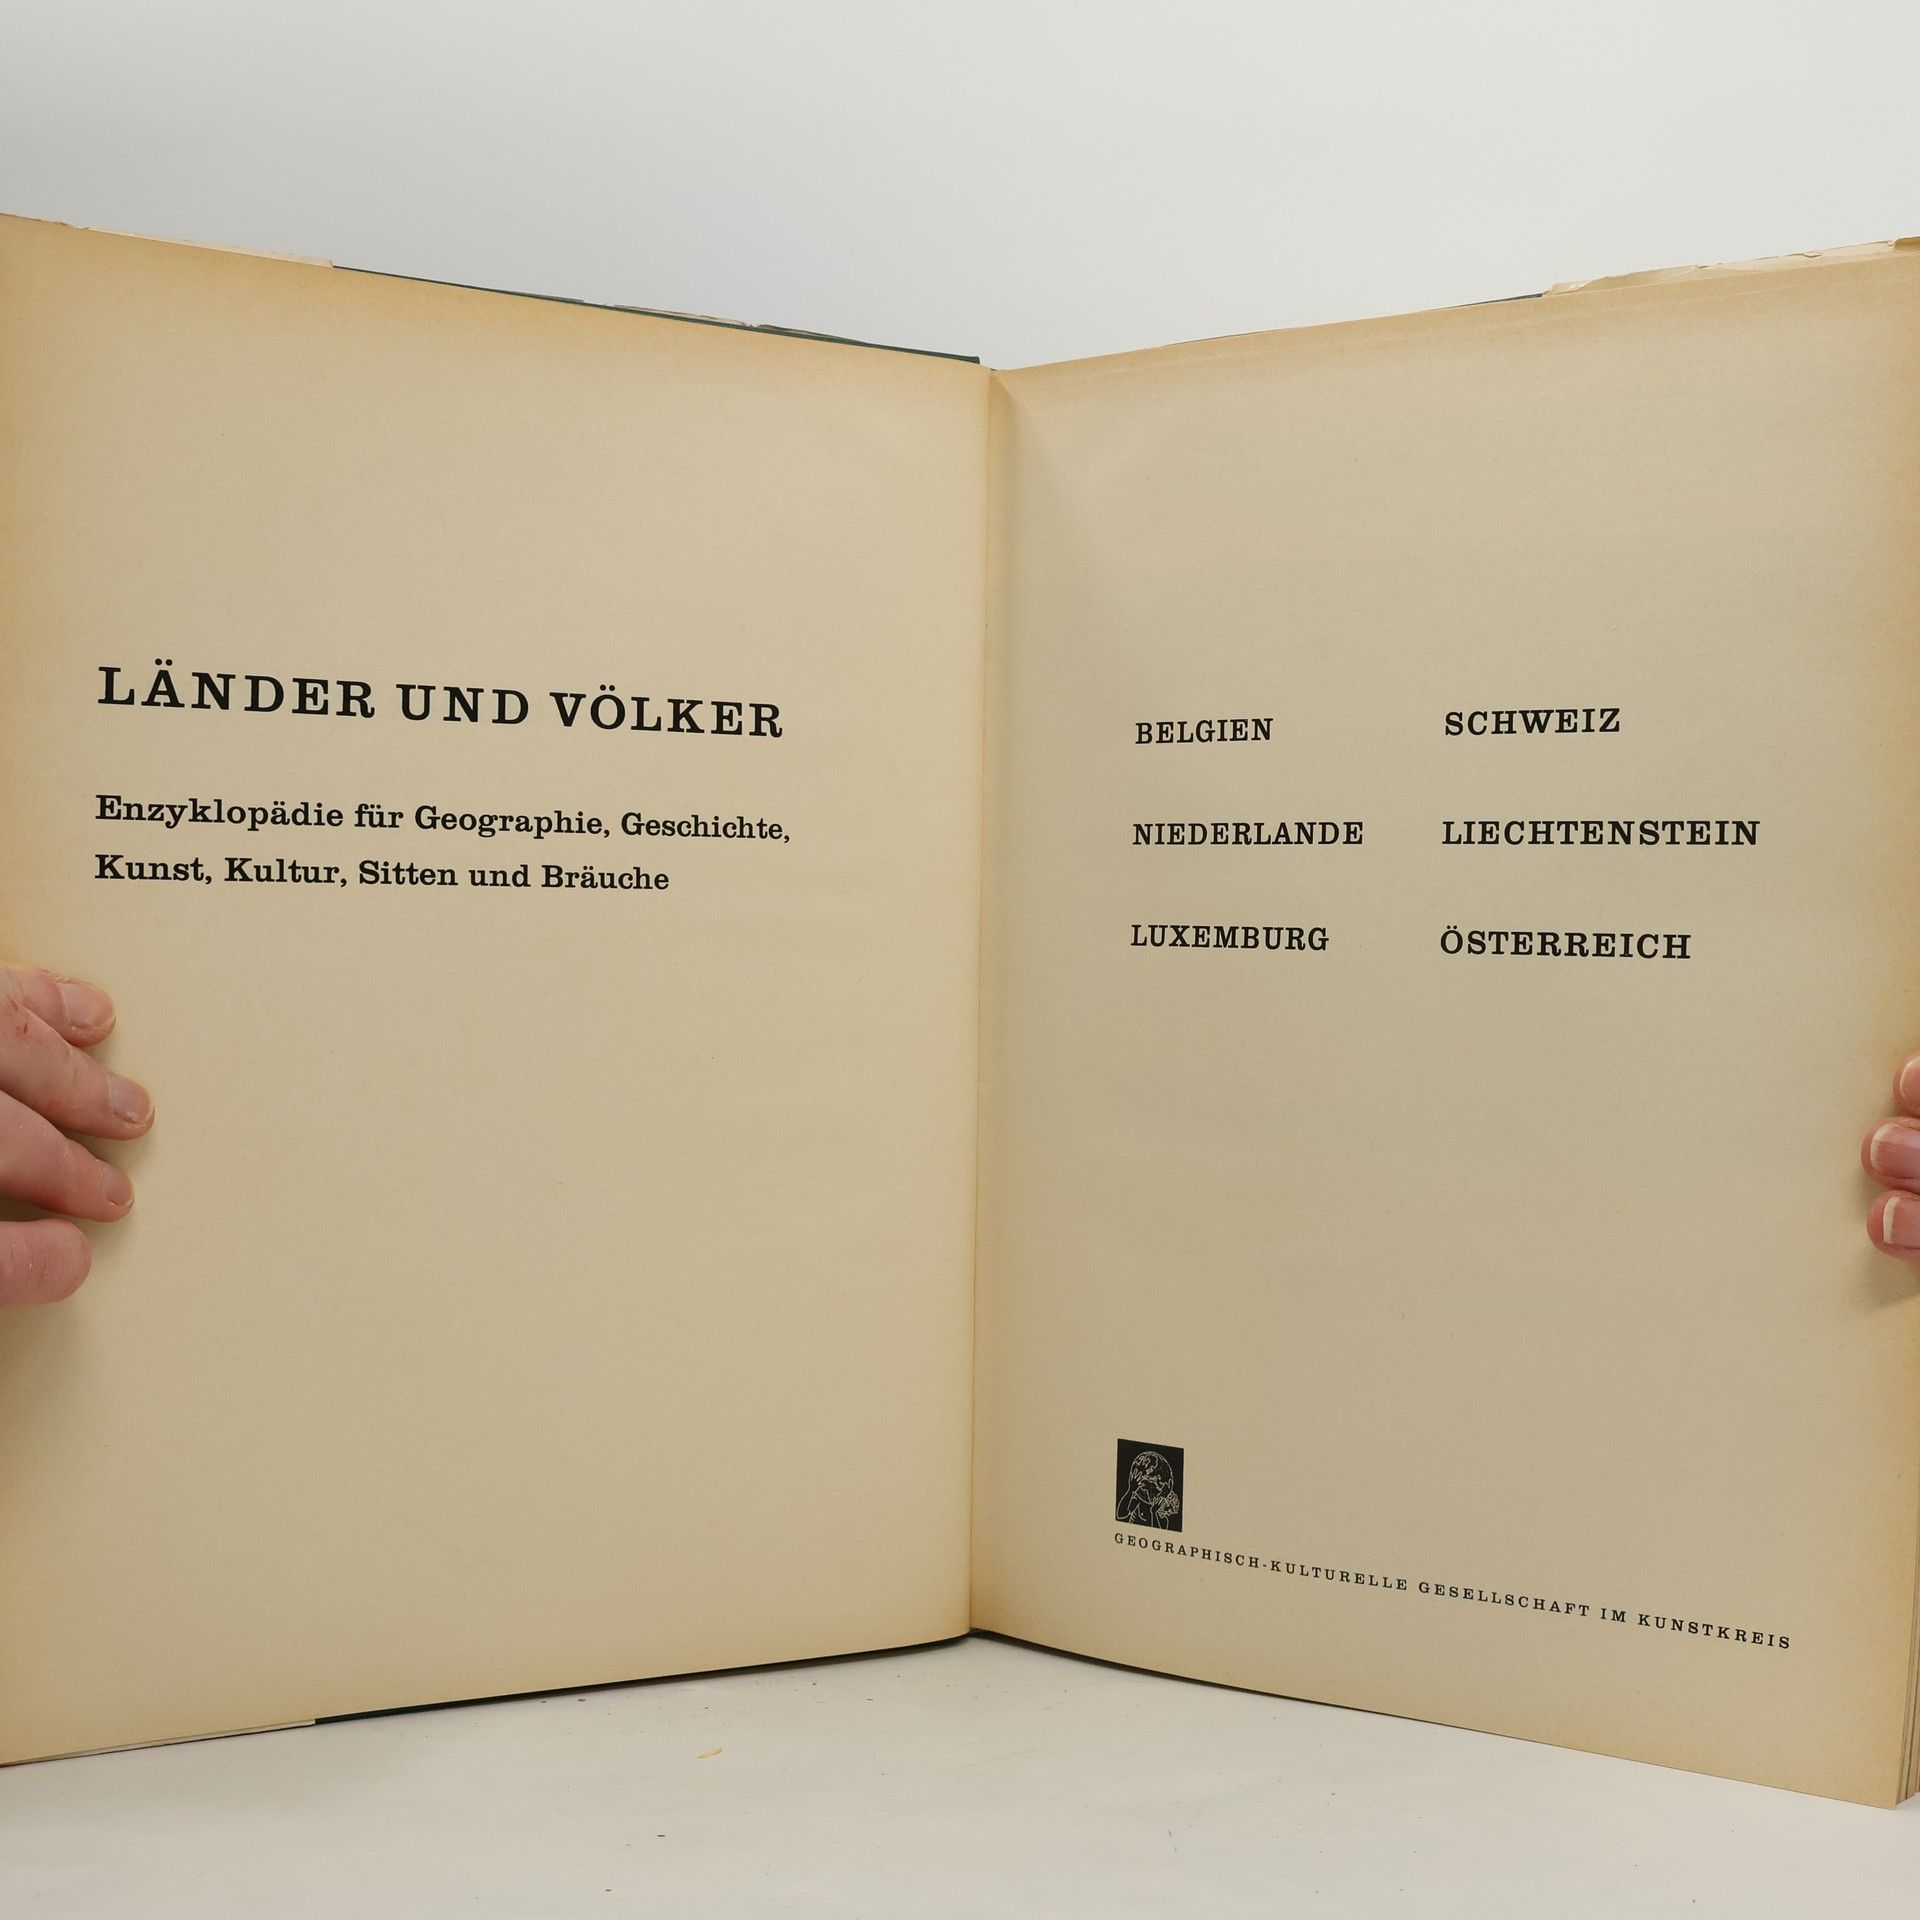 LÄNDER UND VÖLKER
Enzyklopädie für Geographie, Geschichte,
Kunst, Kultur, Sitten und Bräuche
BELGIEN
NIEDERLANDE
LUXEMBURG
SCHWEIZ
LIECHTENSTEIN
ÖSTERREICH
GEOGRAPHISCH-KULTURELLE GESELLSCHAFT IM KUNSTKREIS